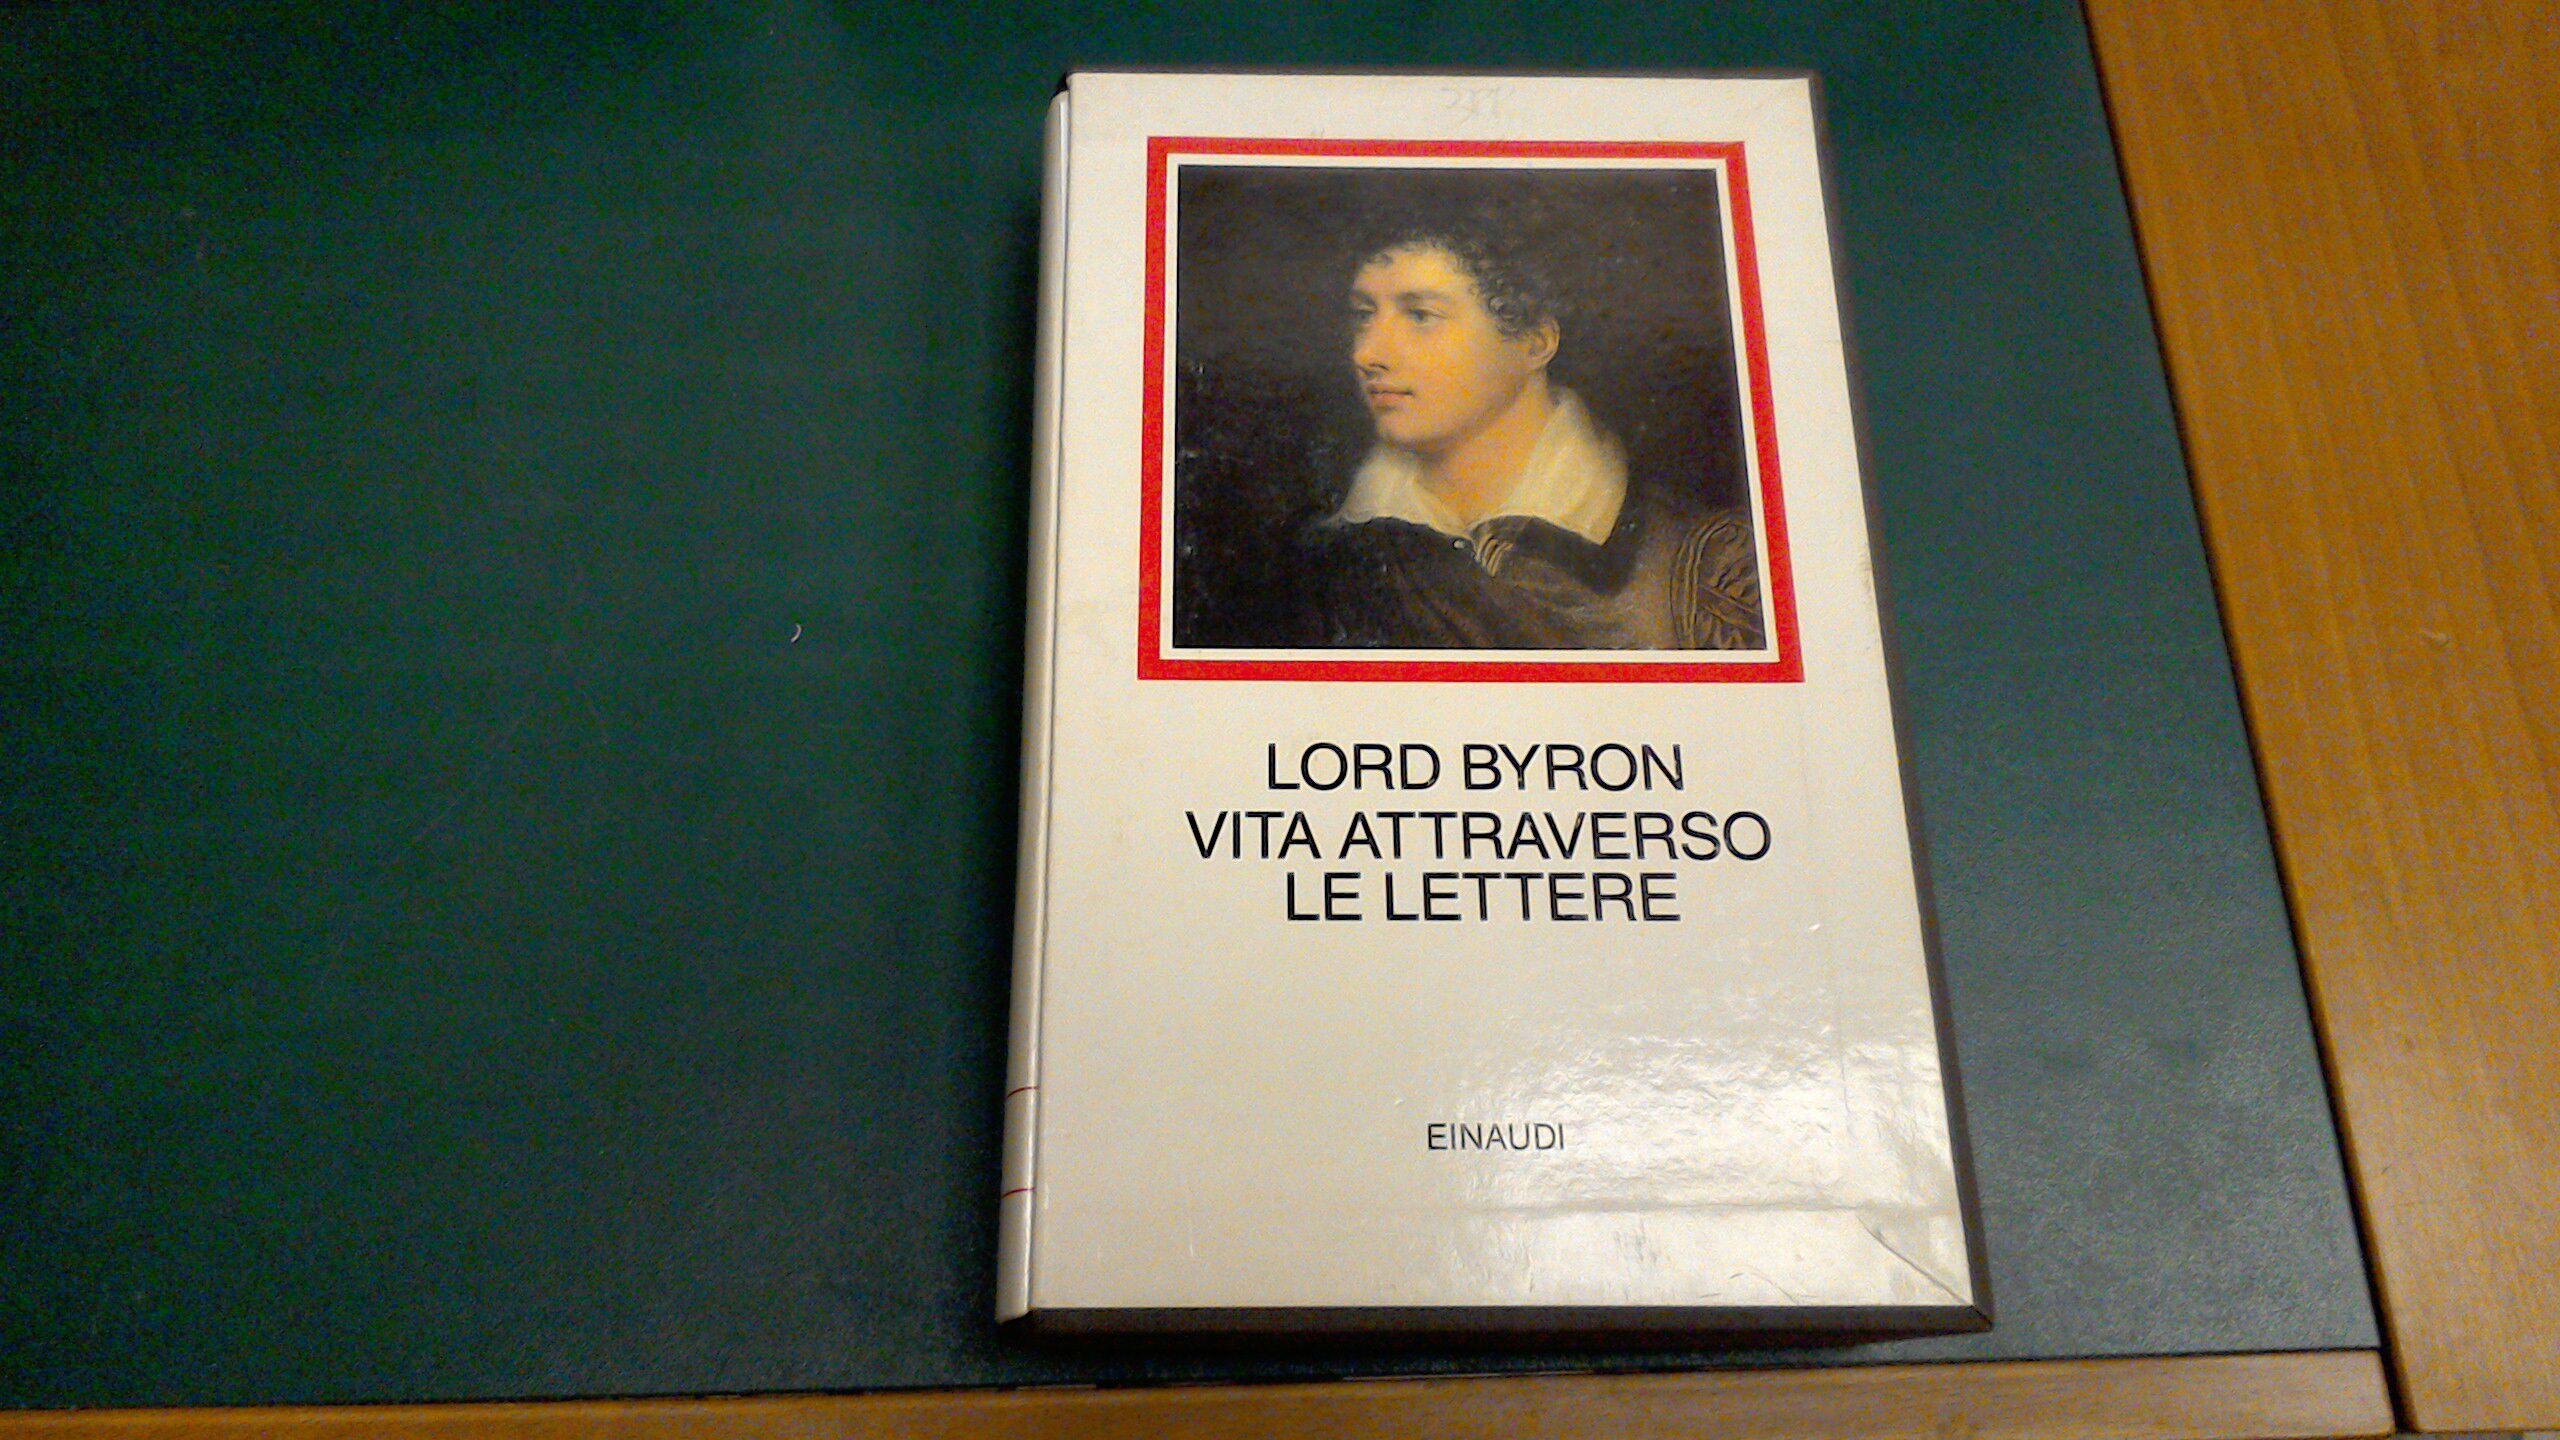 LORD BYRON
VITA ATTRAVERSO
LE LETTERE
EINAUDI